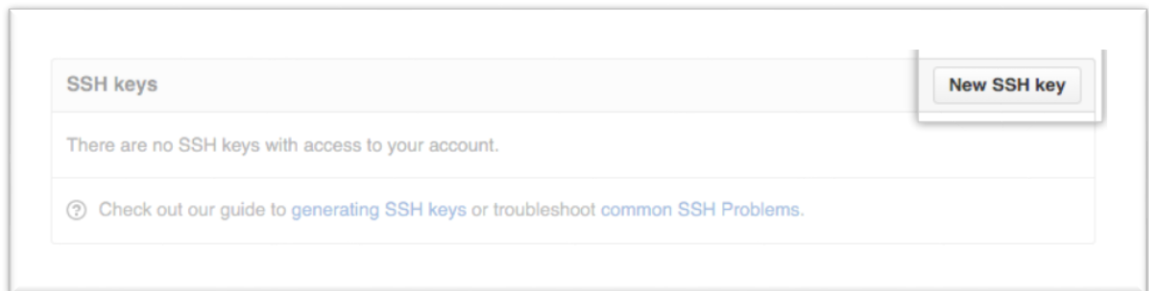 SSH keys
New SSH key
There are no SSH keys with access to your account.
Check out our guide to generating SSH keys or troubleshoot common SSH Problems.